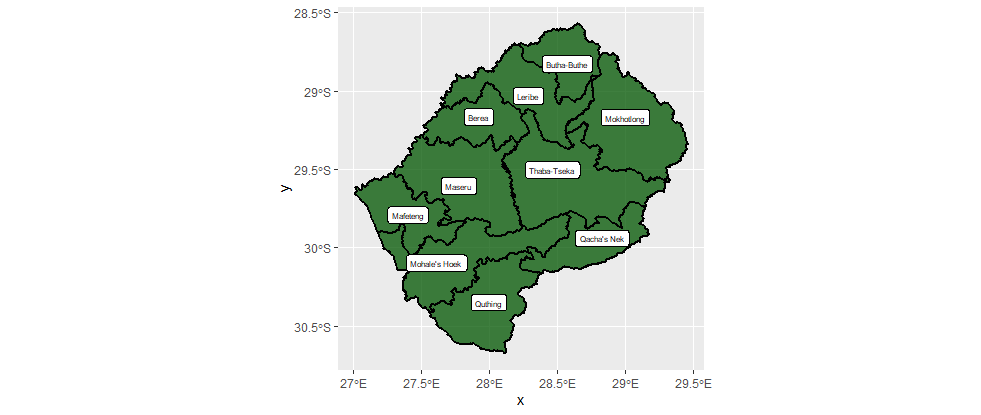 28.5°S
29°S
29.5°S
30°S
30.5°S
y
Butha-Buthe
Leribe
Berea
Mokhotlong
Thaba-Tseka
Maseru
Mafeteng
Qacha's Nek
Mohale's Hoek
Quthing
27°E 27.5°E 28°E 28.5°E 29°E 29.5°E
x